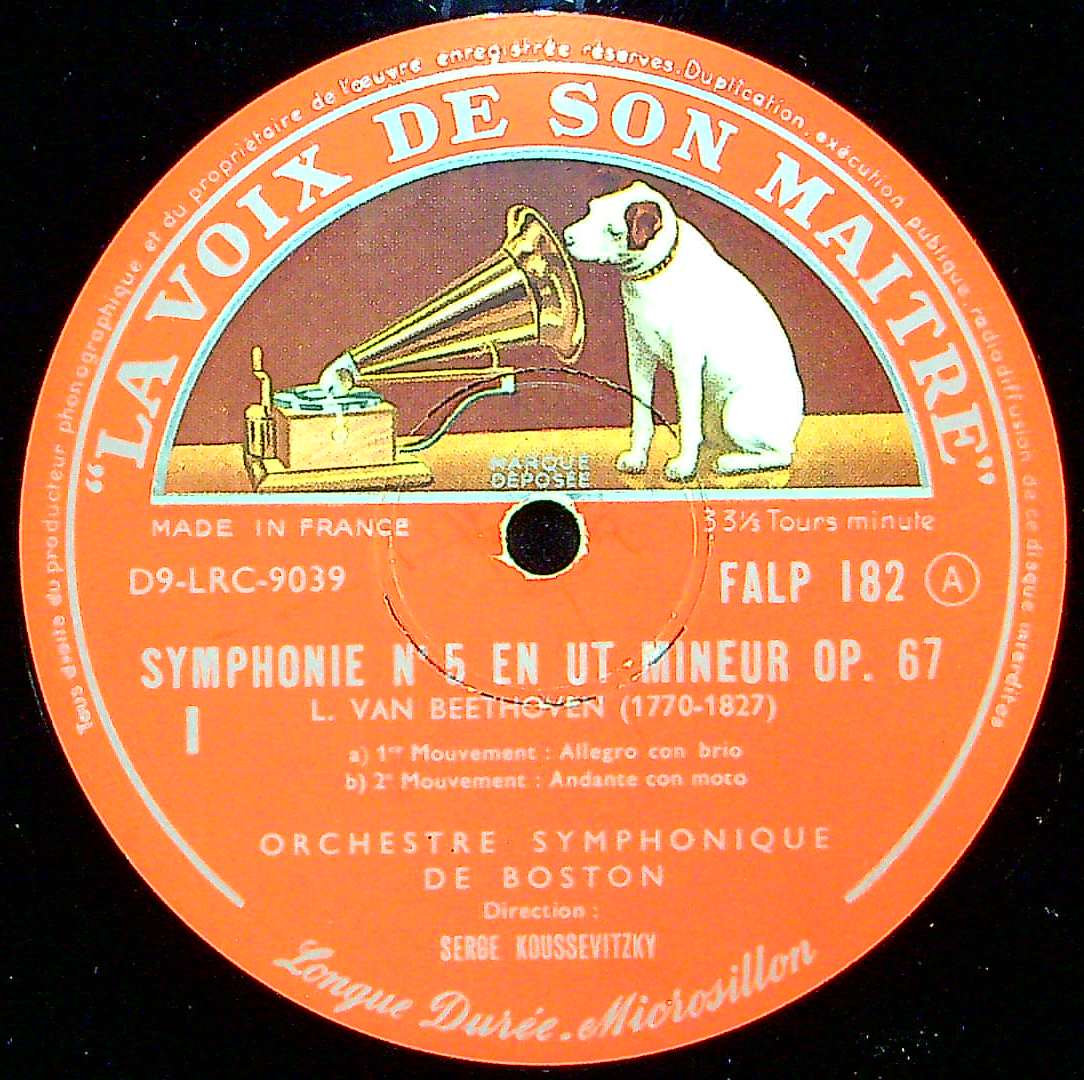 Tous droits du producteur phonographique et du propriétaire de l'œuvre enregistrée réservés. Duplication, exécution publique, radiodiffusion de ce disque interdites
"LA VOIX DE SON MAITRE"
MARQUE
DÉPOSÉE
MADE IN FRANCE
33⅓ Tours minute
D9-LRC-9039
FALP 182 A
SYMPHONIE N° 5 EN UT MINEUR OP. 67
I
L. VAN BEETHOVEN (1770-1827)
a) 1er Mouvement : Allegro con brio
b) 2e Mouvement : Andante con moto
ORCHESTRE SYMPHONIQUE
DE BOSTON
Direction :
SERGE KOUSSEVITZKY
Longue Durée. Microsillon